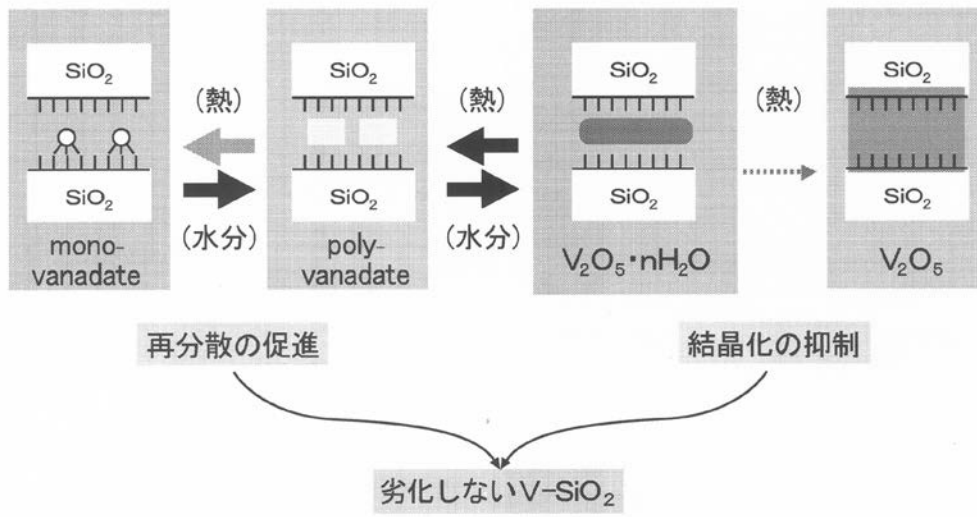 SiO₂
SiO₂
mono-
vanadate
(熱)
(水分)
SiO₂
SiO₂
poly-
vanadate
(熱)
(水分)
SiO₂
SiO₂
V₂O₅・nH₂O
(熱)
SiO₂
SiO₂
V₂O₅
再分散の促進
結晶化の抑制
劣化しないV-SiO₂